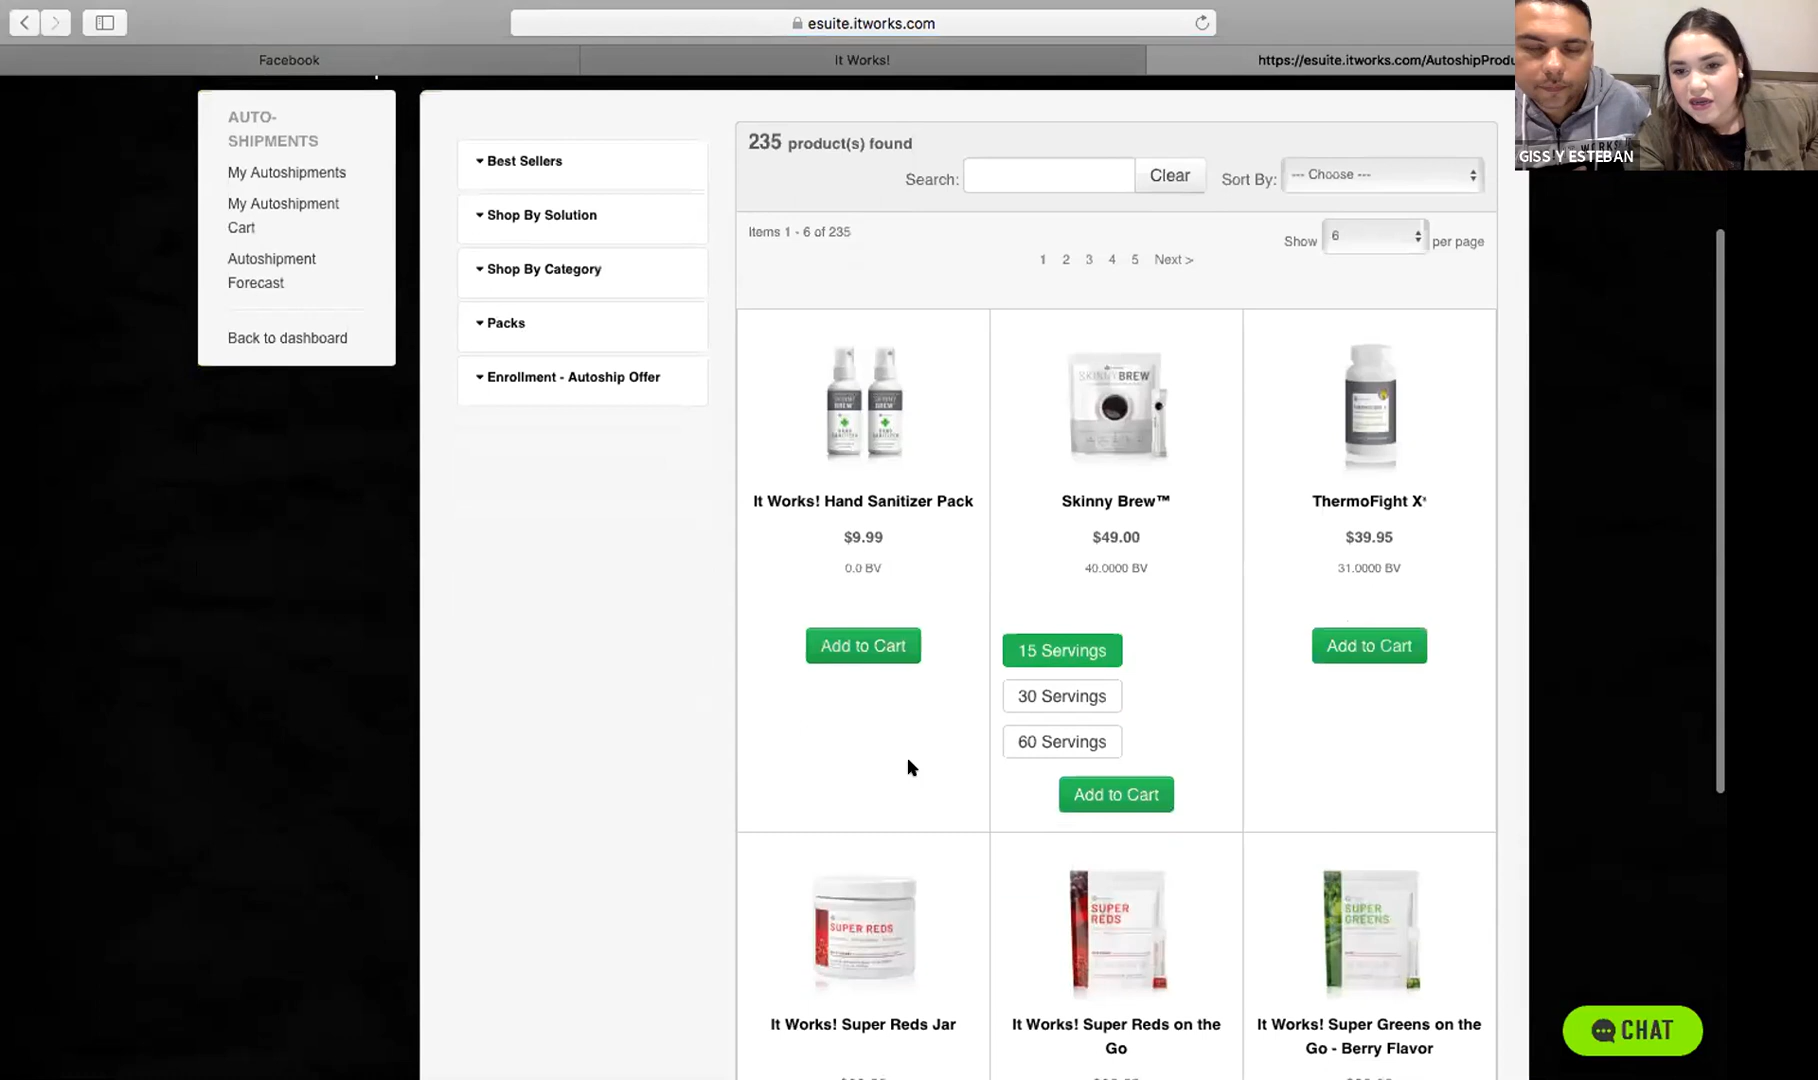 esuite.itworks.com
Facebook
It Works!
https://esuite.itworks.com/AutoshipProdu
GISS Y ESTEBAN
AUTO-
SHIPMENTS
My Autoshipments
My Autoshipment
Cart
Autoshipment
Forecast
Back to dashboard
Best Sellers
Shop By Solution
Shop By Category
Packs
Enrollment - Autoship Offer
235 product(s) found
Search:
Clear
Sort By:
--- Choose ---
Items 1 - 6 of 235
Show 6 per page
1 2 3 4 5 Next >
SKINNY BREW
It Works! Hand Sanitizer Pack
$9.99
0.0 BV
Add to Cart
Skinny Brew™
$49.00
40.0000 BV
15 Servings
30 Servings
60 Servings
Add to Cart
ThermoFight X
$39.95
31.0000 BV
Add to Cart
SUPER REDS
It Works! Super Reds Jar
SUPER
REDS
It Works! Super Reds on the
Go
SUPER
GREENS
It Works! Super Greens on the
Go - Berry Flavor
CHAT